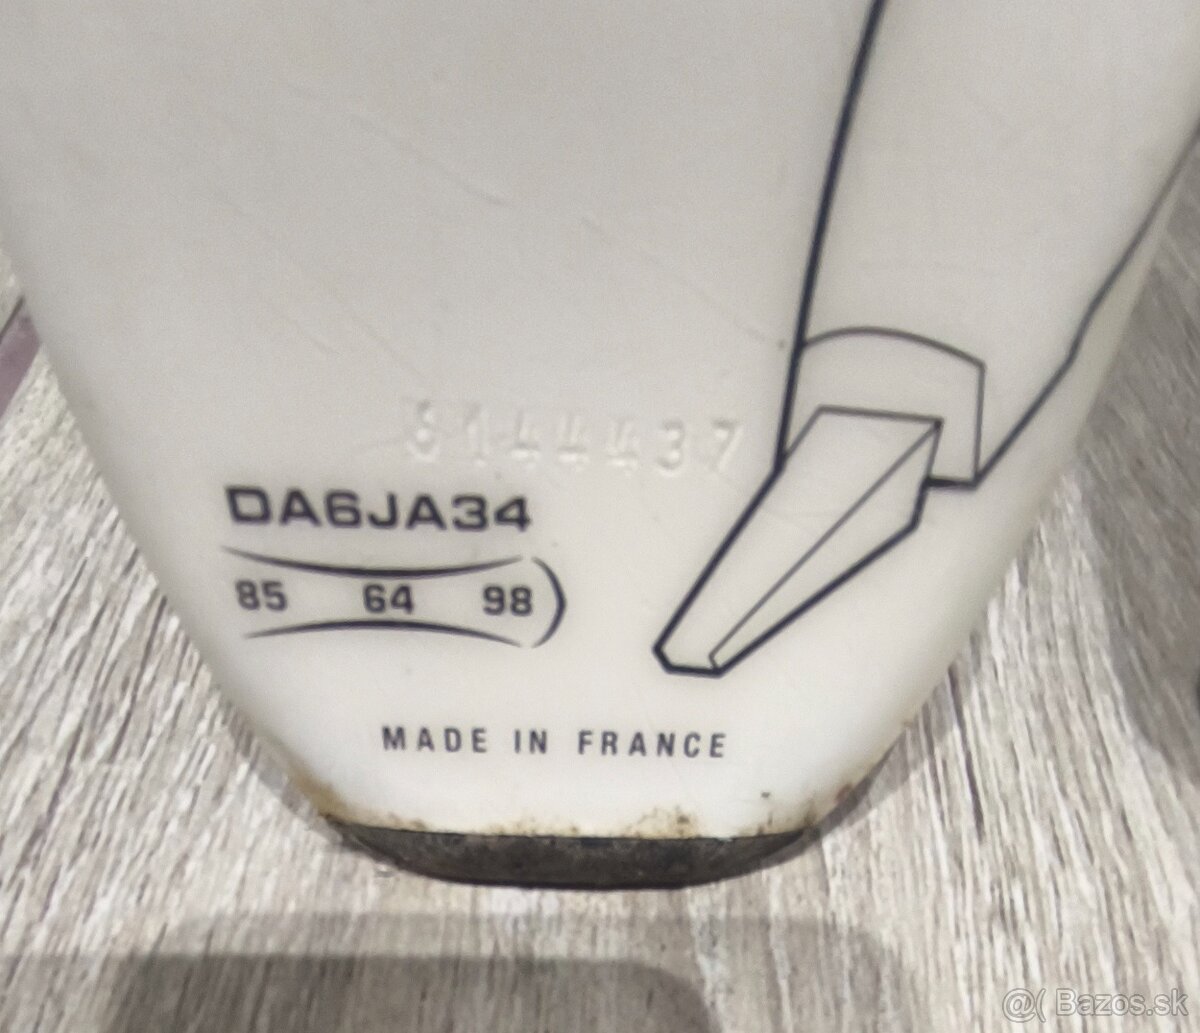 8144437
DA6JA34
85 64 98
MADE IN FRANCE
@( Bazos.sk